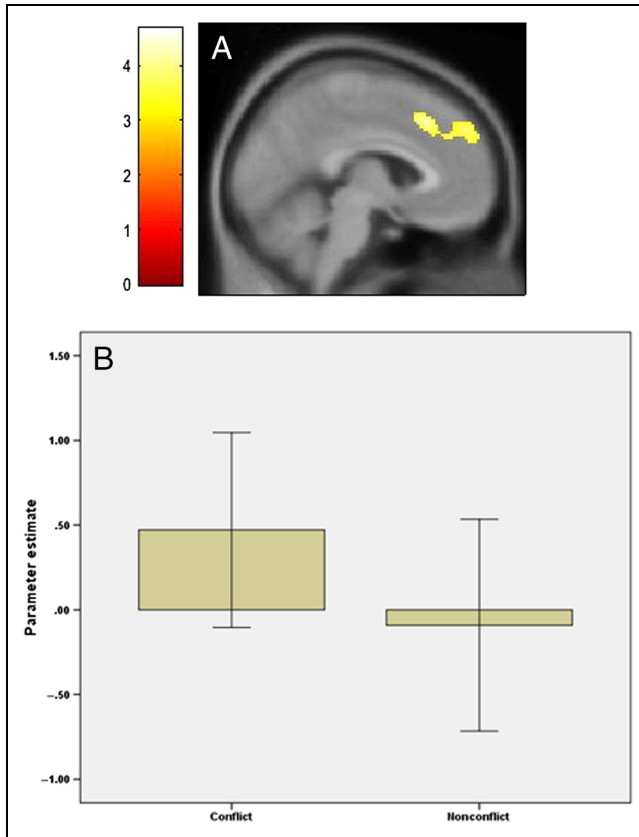 A
4
3
2
1
0
B
1.50
1.00
.50
.00
–.50
–1.00
Parameter estimate
Conflict Nonconflict